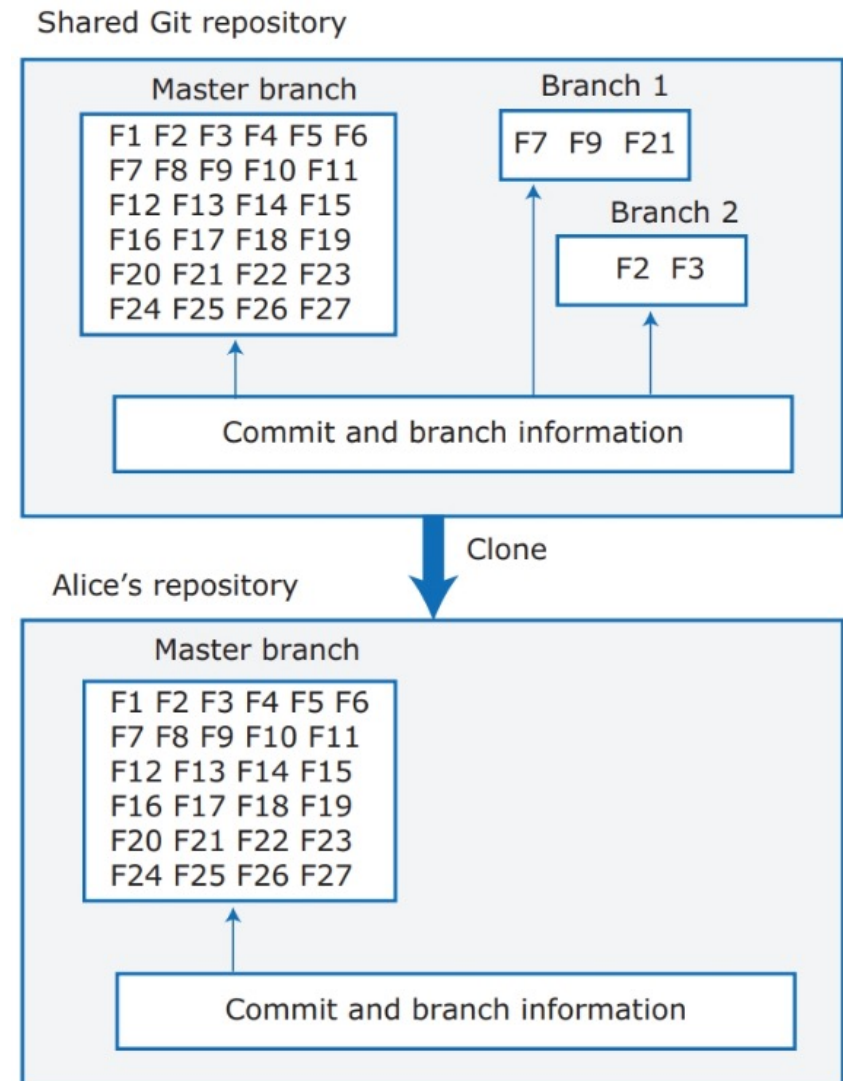 Shared Git repository
Master branch
F1 F2 F3 F4 F5 F6
F7 F8 F9 F10 F11
F12 F13 F14 F15
F16 F17 F18 F19
F20 F21 F22 F23
F24 F25 F26 F27
Branch 1
F7 F9 F21
Branch 2
F2 F3
Commit and branch information
Clone
Alice’s repository
Master branch
F1 F2 F3 F4 F5 F6
F7 F8 F9 F10 F11
F12 F13 F14 F15
F16 F17 F18 F19
F20 F21 F22 F23
F24 F25 F26 F27
Commit and branch information